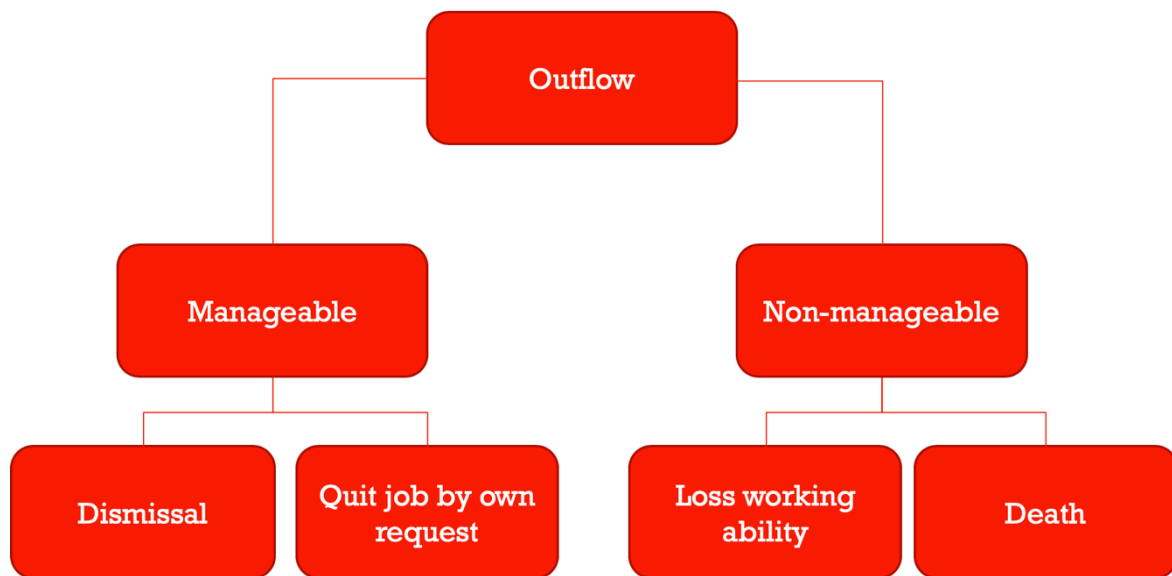 Outflow
Manageable
Non-manageable
Dismissal
Quit job by own
request
Loss working
ability
Death